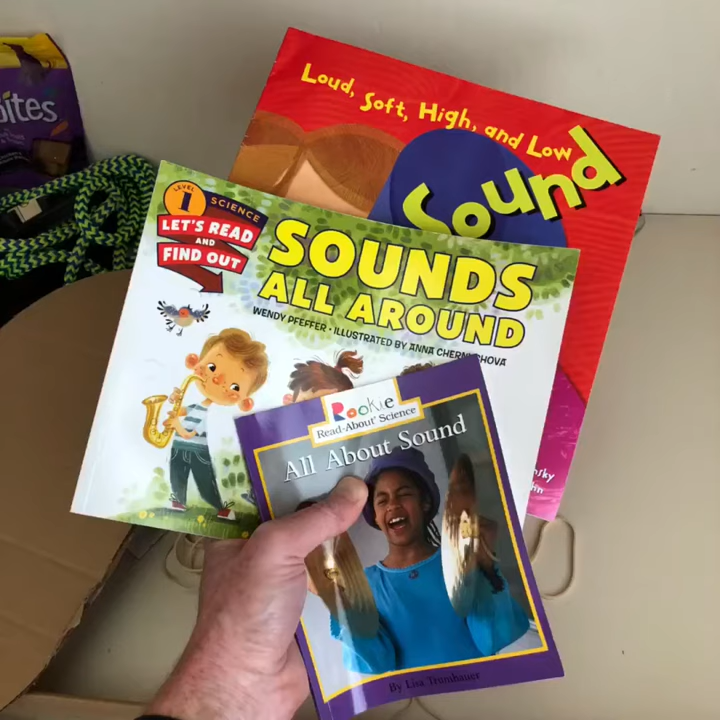 Bites
Loud, Soft, High, and Low
Sound
LEVEL
1
SCIENCE
LET'S READ
AND
FIND OUT
SOUNDS
ALL AROUND
WENDY PFEFFER • ILLUSTRATED BY ANNA CHERNYSHOVA
Rookie
Read-About Science
All About Sound
By Lisa Trumbauer